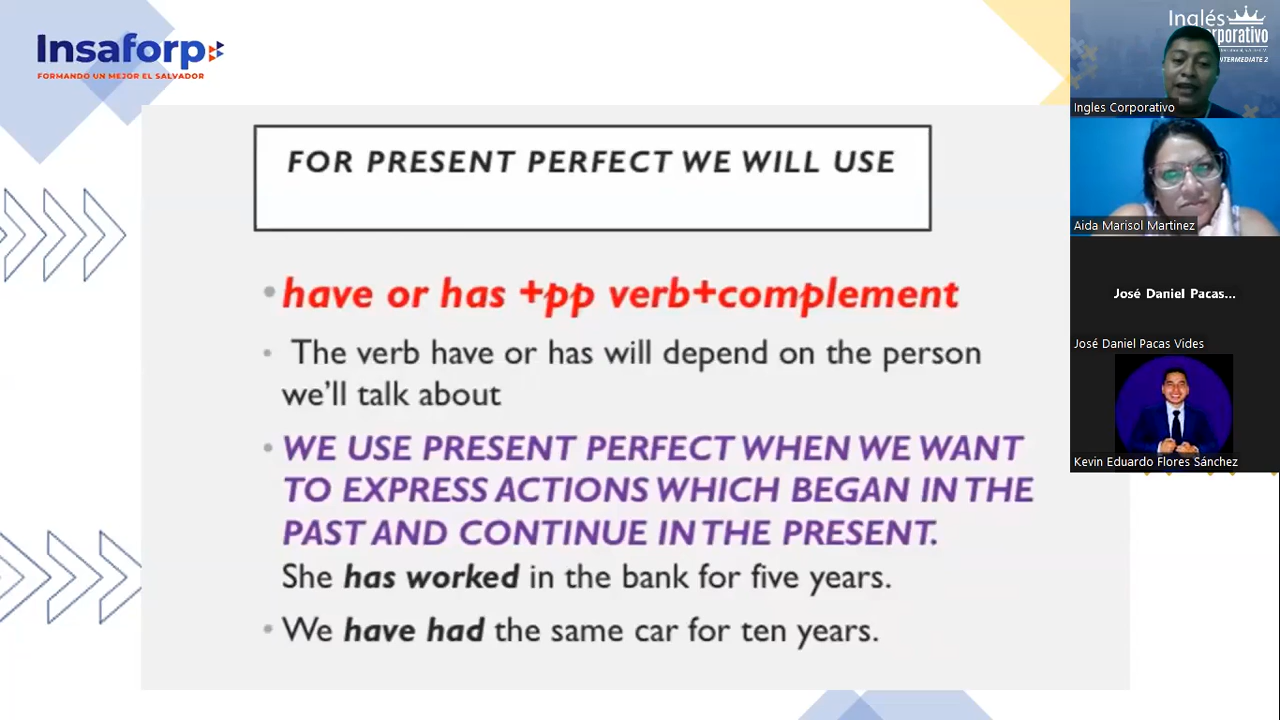 Insaforp
FORMANDO UN MEJOR EL SALVADOR
FOR PRESENT PERFECT WE WILL USE
• have or has +pp verb+complement
• The verb have or has will depend on the person
we'll talk about
• WE USE PRESENT PERFECT WHEN WE WANT
TO EXPRESS ACTIONS WHICH BEGAN IN THE
PAST AND CONTINUE IN THE PRESENT.
She has worked in the bank for five years.
• We have had the same car for ten years.
Inglés
orporativo
NTERMEDIATE 2
Ingles Corporativo
Aida Marisol Martinez
José Daniel Pacas...
José Daniel Pacas Vides
Kevin Eduardo Flores Sánchez